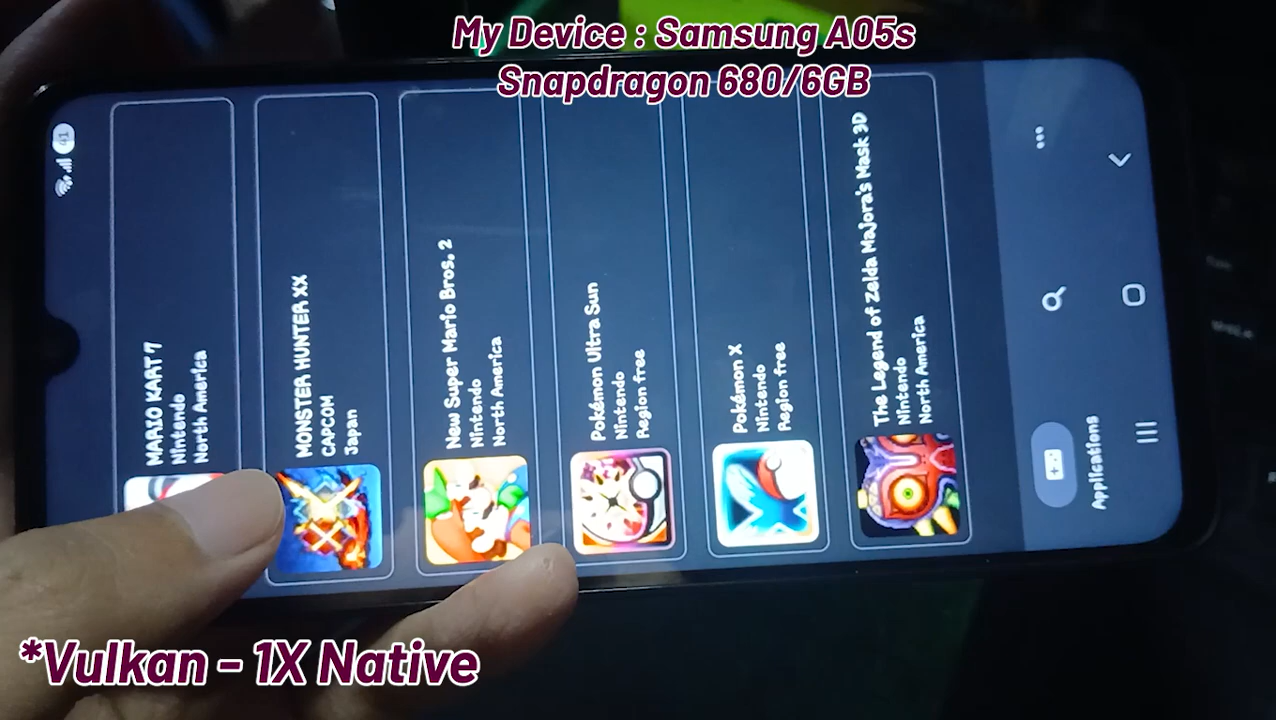 My Device : Samsung A05s
Snapdragon 680/6GB
41
MARIO KART 7
Nintendo
North America
MONSTER HUNTER XX
CAPCOM
Japan
New Super Mario Bros. 2
Nintendo
North America
Pokémon Ultra Sun
Nintendo
Region free
Pokémon X
Nintendo
Region free
The Legend of Zelda Majora's Mask 3D
Nintendo
North America
Applications
*Vulkan - 1X Native